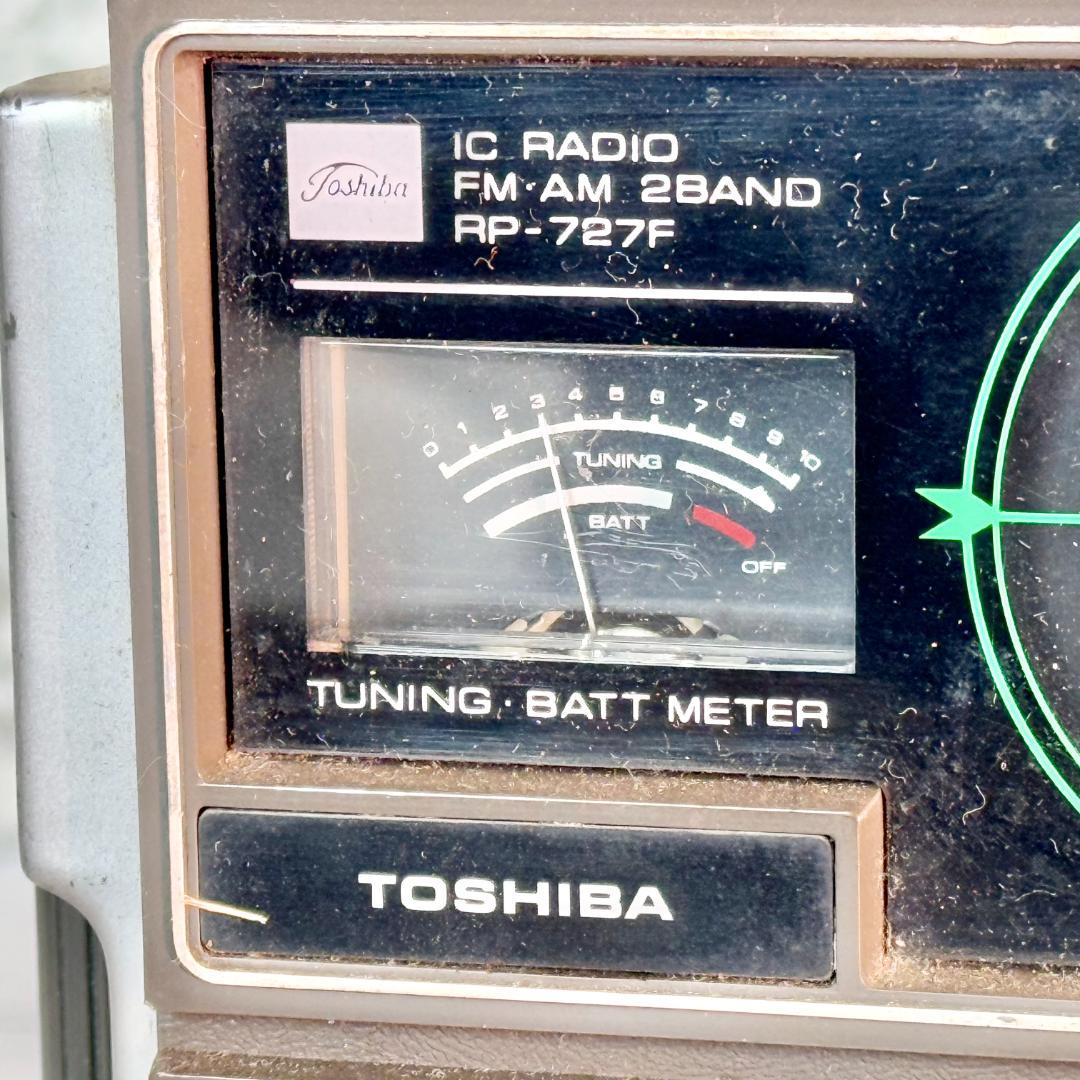 Toshiba
IC RADIO
FM·AM 2BAND
RP-727F
0 1 2 3 4 5 6 7 8 9 10
TUNING
BATT
OFF
TUNING·BATT METER
TOSHIBA